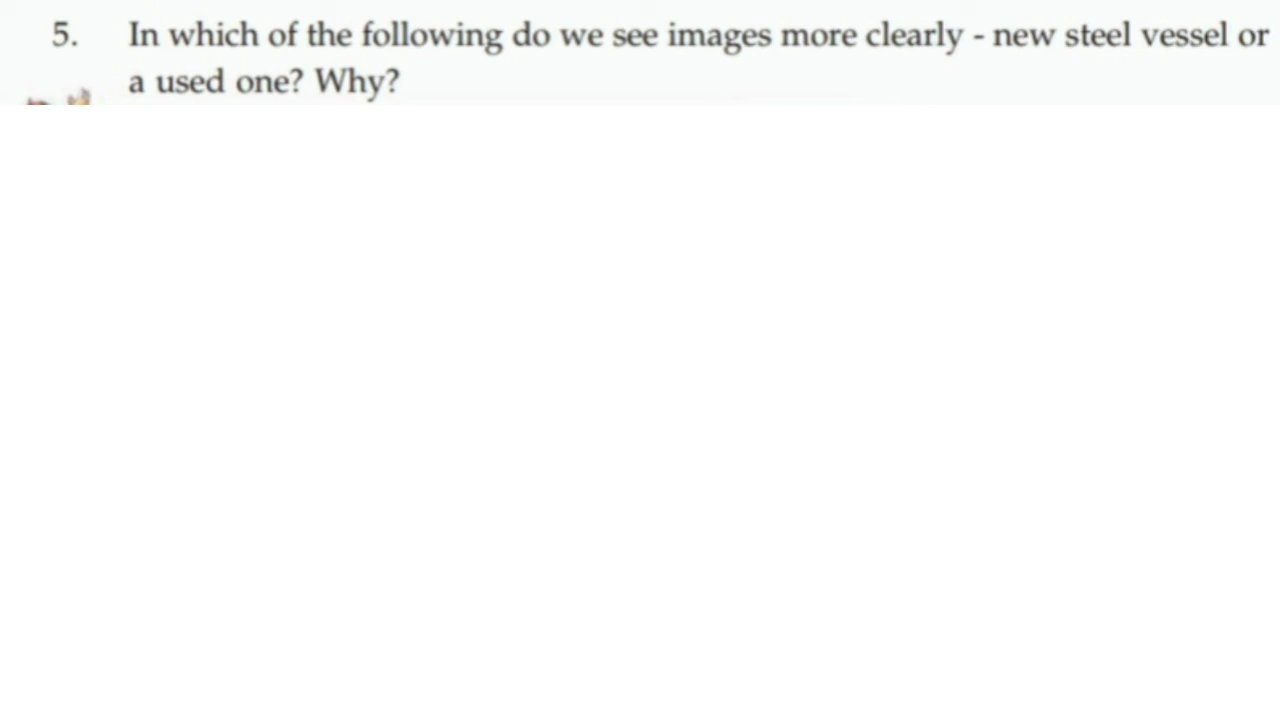 5. In which of the following do we see images more clearly - new steel vessel or
a used one? Why?